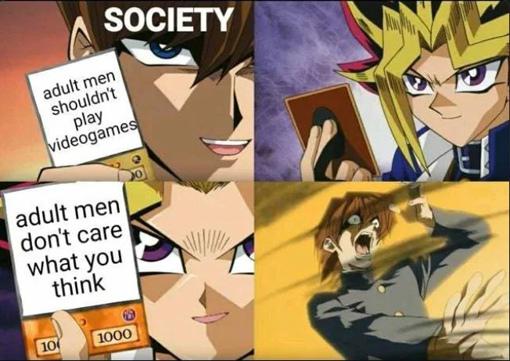 SOCIETY
adult men
shouldn't
play
videogames
adult men
don't care
what you
think
1000